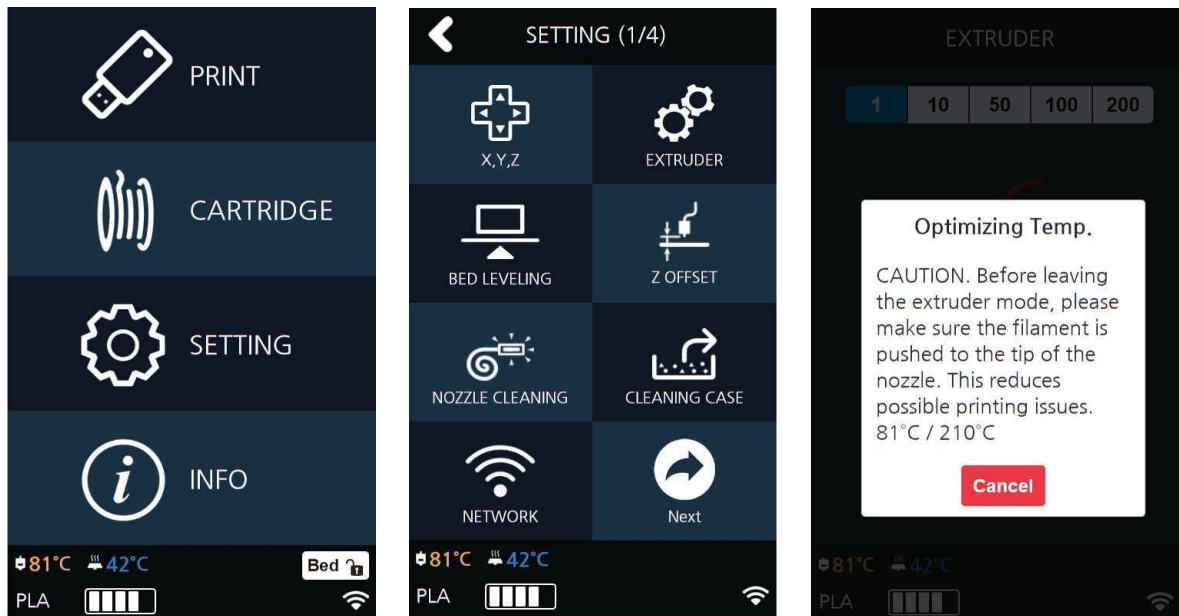 PRINT
CARTRIDGE
SETTING
INFO
81°C 42°C
Bed
PLA
SETTING (1/4)
X,Y,Z
EXTRUDER
BED LEVELING
Z OFFSET
NOZZLE CLEANING
CLEANING CASE
NETWORK
Next
81°C 42°C
PLA
EXTRUDER
1 10 50 100 200
Optimizing Temp.
CAUTION. Before leaving
the extruder mode, please
make sure the filament is
pushed to the tip of the
nozzle. This reduces
possible printing issues.
81°C / 210°C
Cancel
81°C 42°C
PLA